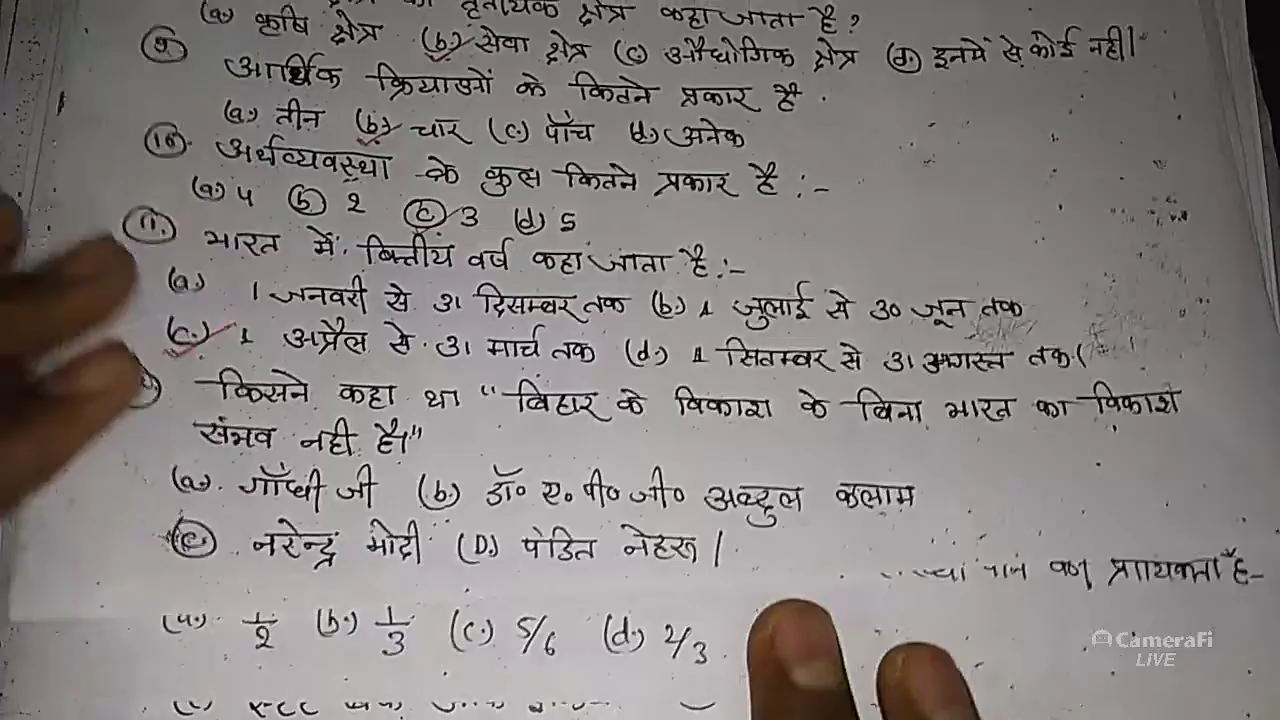 तृतीयक क्षेत्र कहा जाता है?
(a) कृषि क्षेत्र (b) सेवा क्षेत्र (c) औद्योगिक क्षेत्र (d) इनमें से कोई नहीं।
(9) आर्थिक क्रियाओं के कितने प्रकार है.
(a) तीन (b) चार (c) पाँच (d) अनेक
(10). अर्थव्यवस्था के कुल कितने प्रकार है :-
(a) 4 (b) 2 (c) 3 (d) 5
(11.) भारत में वित्तीय वर्ष कहा जाता है :-
(a) 1 जनवरी से 31 दिसम्बर तक (b) 1 जुलाई से 30 जून तक
(c.) 1 अप्रैल से 31 मार्च तक (d.) 1 सितम्बर से 31 अगस्त तक।
किसने कहा था "बिहार के विकाश के बिना भारत का विकाश
संभव नही है।"
(a). गाँधी जी (b.) डॉ० ए० पी० जी० अब्दुल कलाम
(c) नरेन्द्र मोदी (D.) पंडित नेहरू।
है-
(a.) 1/2 (b.) 1/3 (c.) 5/6 (d.) 2/3
CameraFi
LIVE